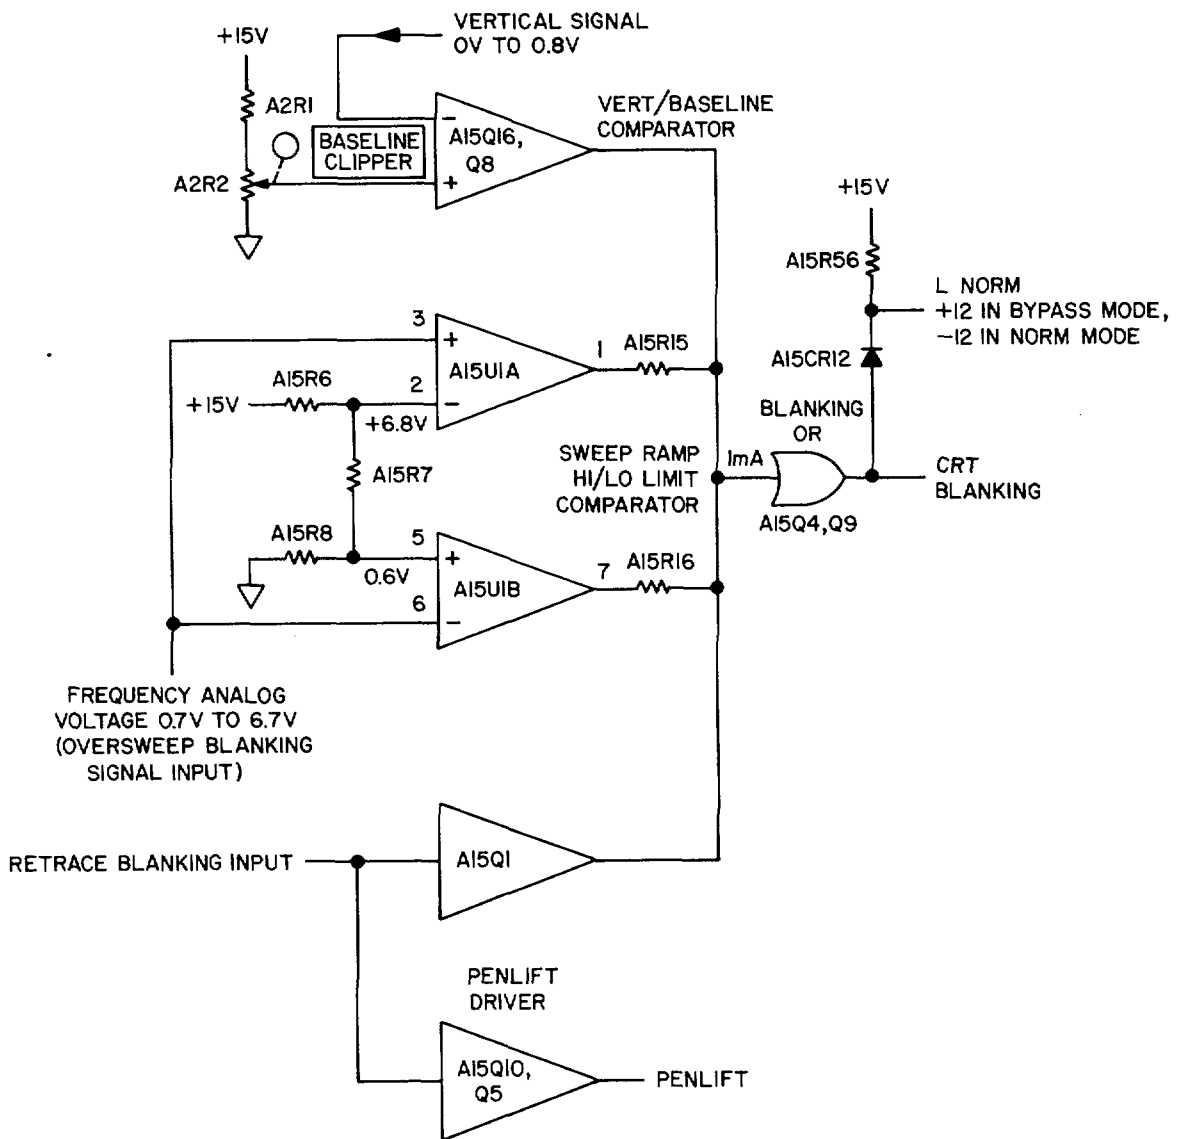 +15V
VERTICAL SIGNAL
0V TO 0.8V
A2R1
BASELINE
CLIPPER
A2R2
−
+
A15Q16,
Q8
VERT/BASELINE
COMPARATOR
+15V
A15R56
L NORM
+12 IN BYPASS MODE,
−12 IN NORM MODE
A15CR12
3
+
A15U1A
1
A15R15
A15R6
+15V
2
−
+6.8V
A15R7
BLANKING
OR
SWEEP RAMP
HI/LO LIMIT
COMPARATOR
1mA
A15Q4,Q9
CRT
BLANKING
A15R8
5
+
0.6V
A15U1B
7
A15R16
6
−
FREQUENCY ANALOG
VOLTAGE 0.7V TO 6.7V
(OVERSWEEP BLANKING
SIGNAL INPUT)
RETRACE BLANKING INPUT
A15Q1
PENLIFT
DRIVER
A15Q10,
Q5
PENLIFT